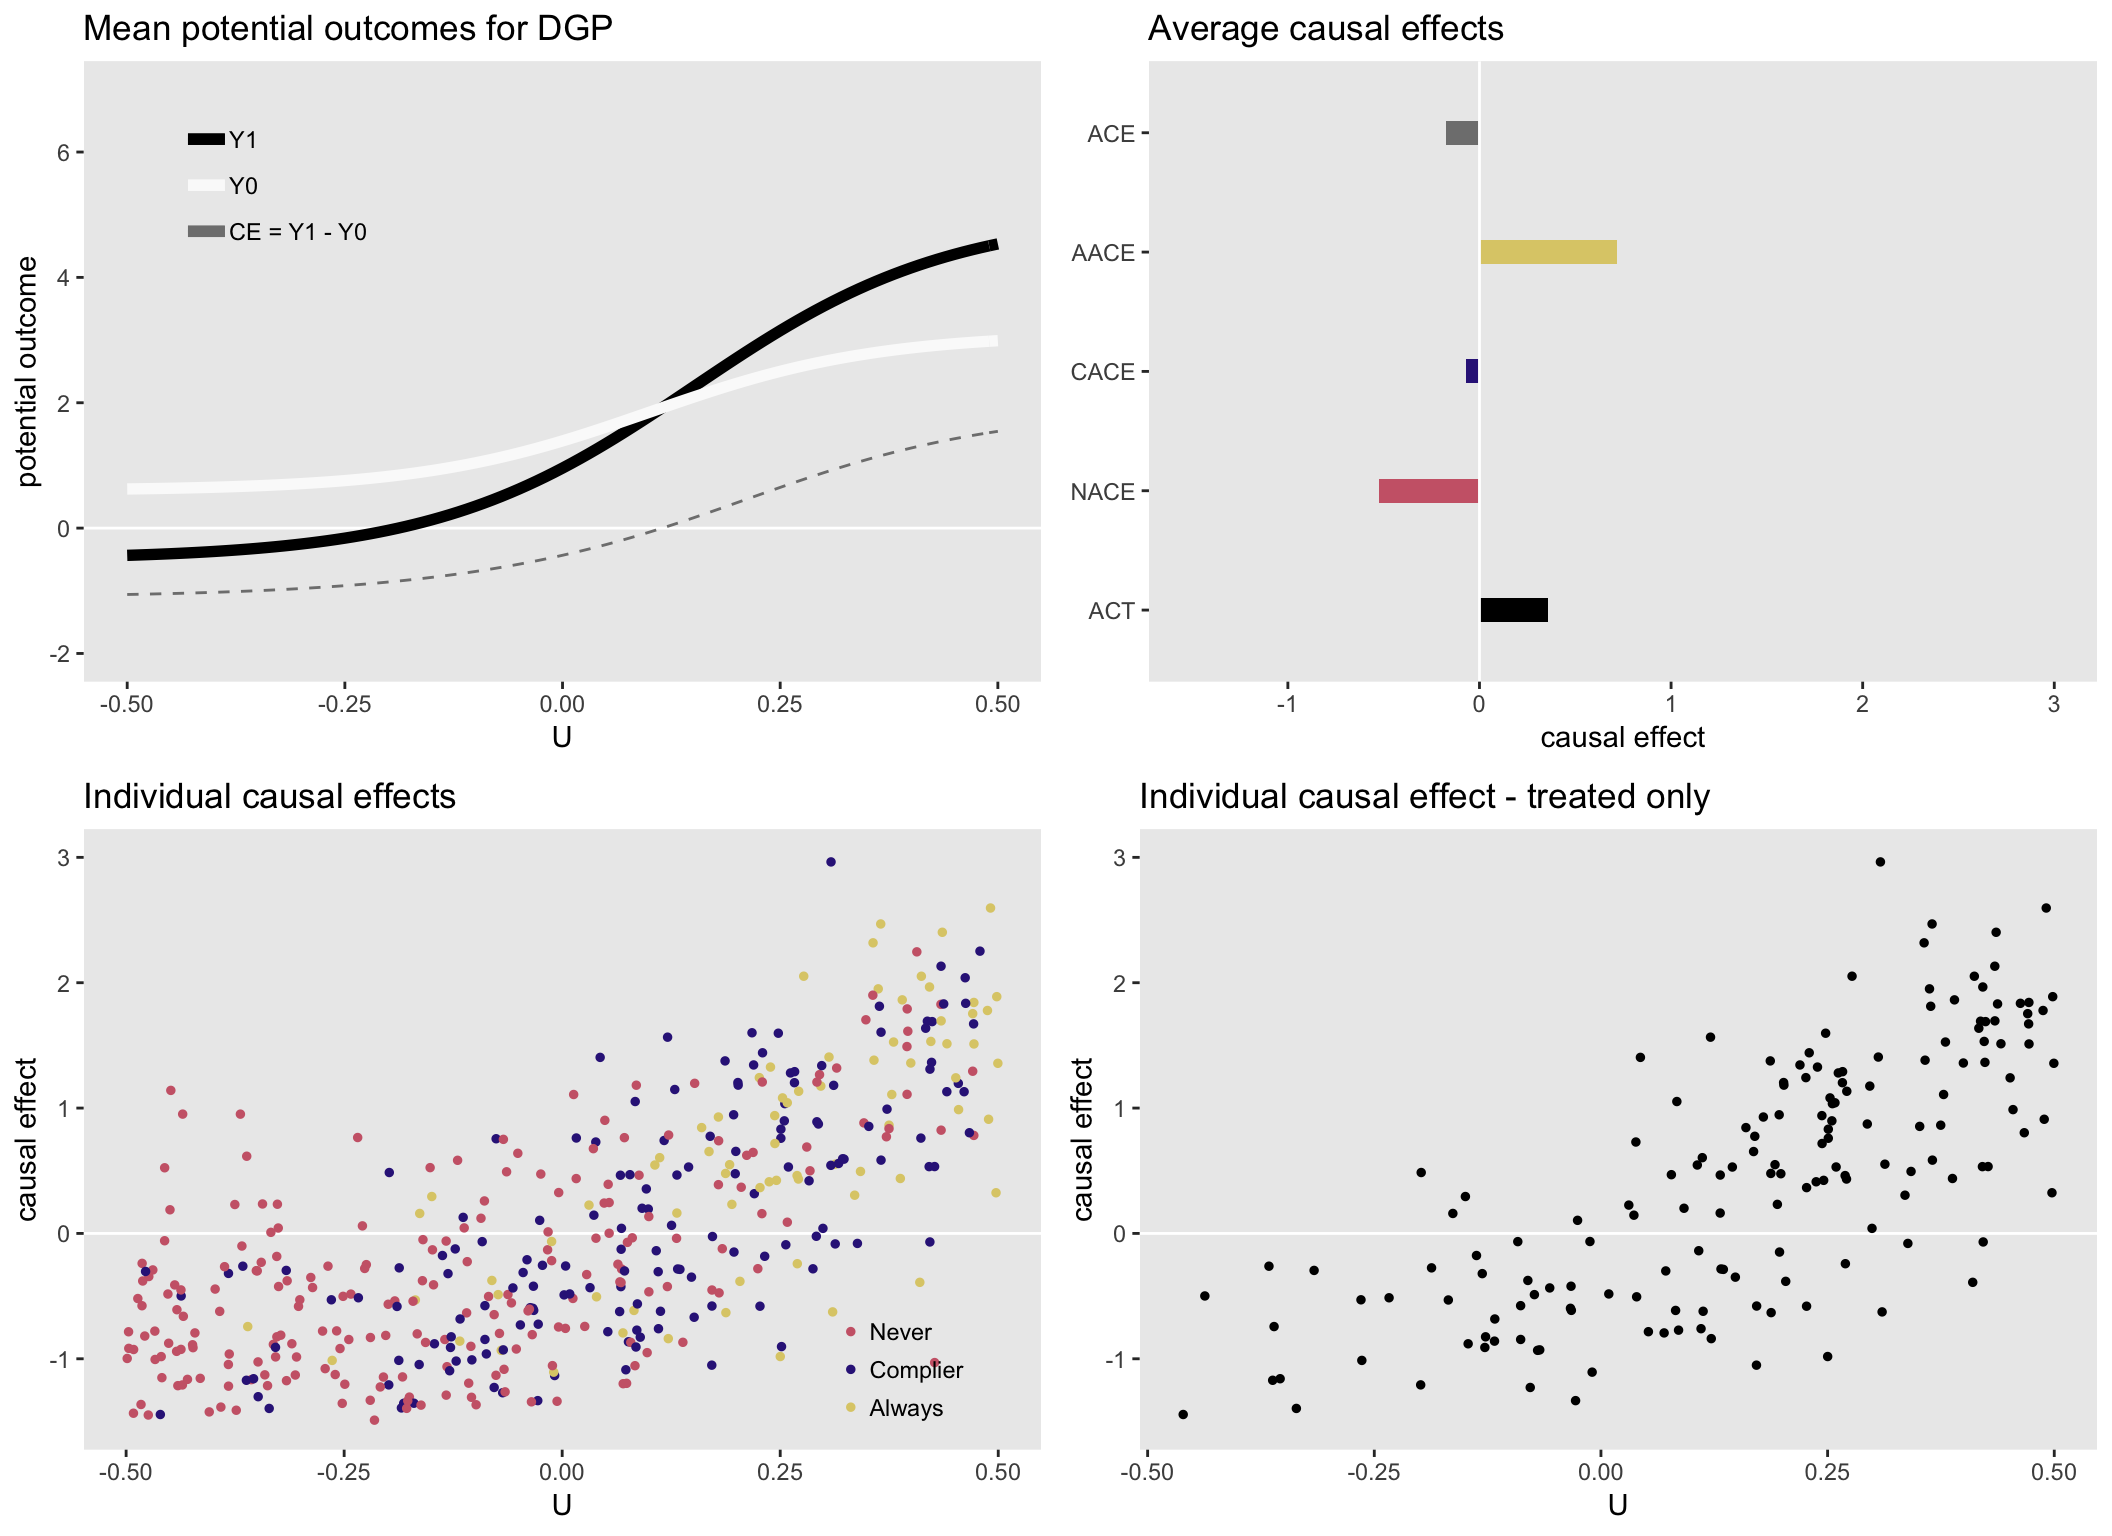 Mean potential outcomes for DGP
potential outcome
6
4
2
0
-2
Y1
Y0
CE = Y1 - Y0
-0.50 -0.25 0.00 0.25 0.50
U
Average causal effects
ACE
AACE
CACE
NACE
ACT
-1 0 1 2 3
causal effect
Individual causal effects
causal effect
3
2
1
0
-1
Never
Complier
Always
-0.50 -0.25 0.00 0.25 0.50
U
Individual causal effect - treated only
causal effect
3
2
1
0
-1
-0.50 -0.25 0.00 0.25 0.50
U